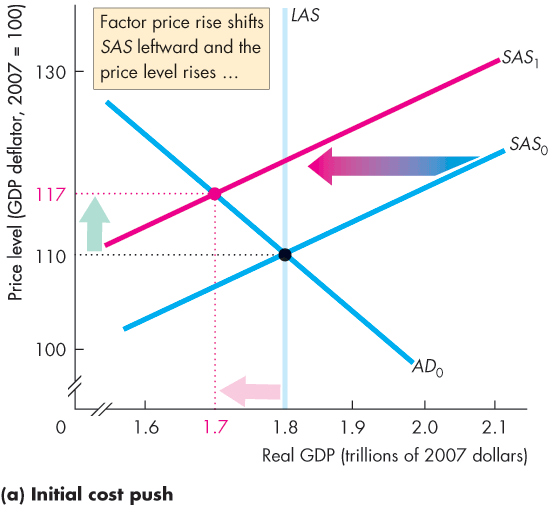 Factor price rise shifts
SAS leftward and the
price level rises …
LAS
SAS₁
SAS₀
AD₀
Price level (GDP deflator, 2007 = 100)
130
117
110
100
0
1.6
1.7
1.8
1.9
2.0
2.1
Real GDP (trillions of 2007 dollars)
(a) Initial cost push